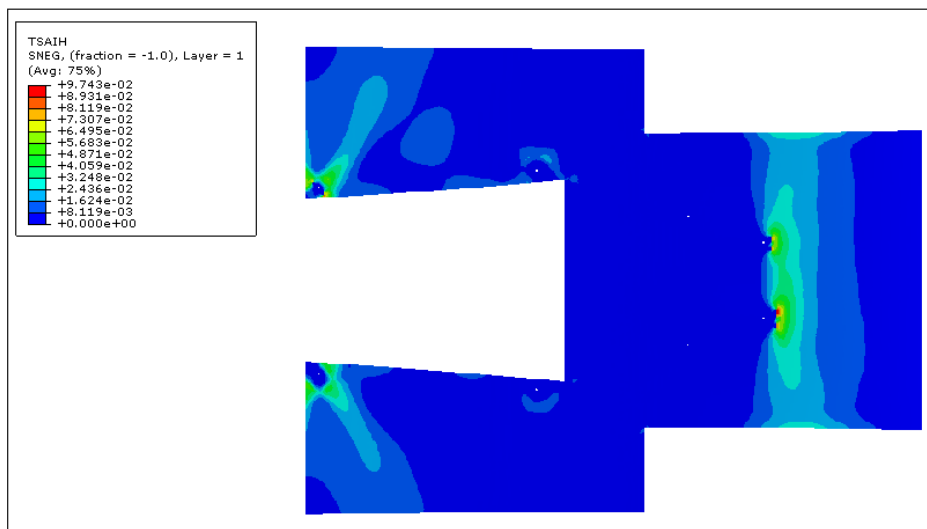 TSAIH
SNEG, (fraction = -1.0), Layer = 1
(Avg: 75%)
+9.743e-02
+8.931e-02
+8.119e-02
+7.307e-02
+6.495e-02
+5.683e-02
+4.871e-02
+4.059e-02
+3.248e-02
+2.436e-02
+1.624e-02
+8.119e-03
+0.000e+00